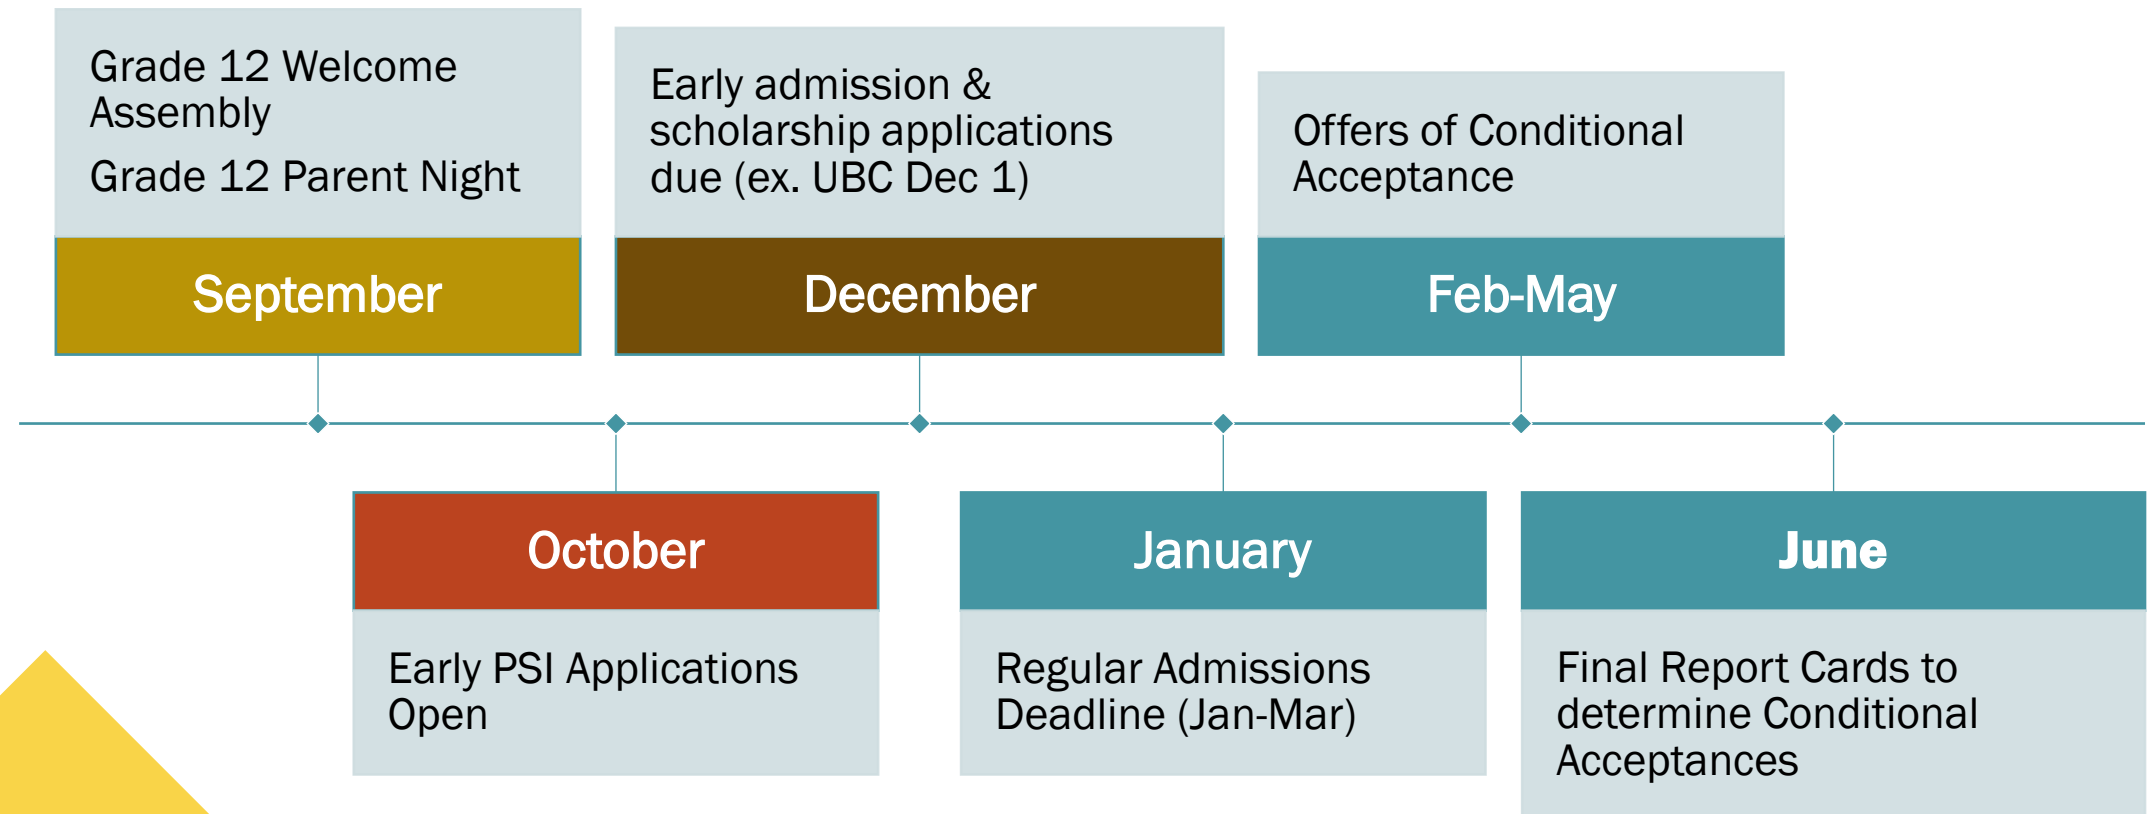 Grade 12 Welcome
Assembly
Grade 12 Parent Night
September
October
Early PSI Applications
Open
Early admission &
scholarship applications
due (ex. UBC Dec 1)
December
January
Regular Admissions
Deadline (Jan-Mar)
Offers of Conditional
Acceptance
Feb-May
June
Final Report Cards to
determine Conditional
Acceptances